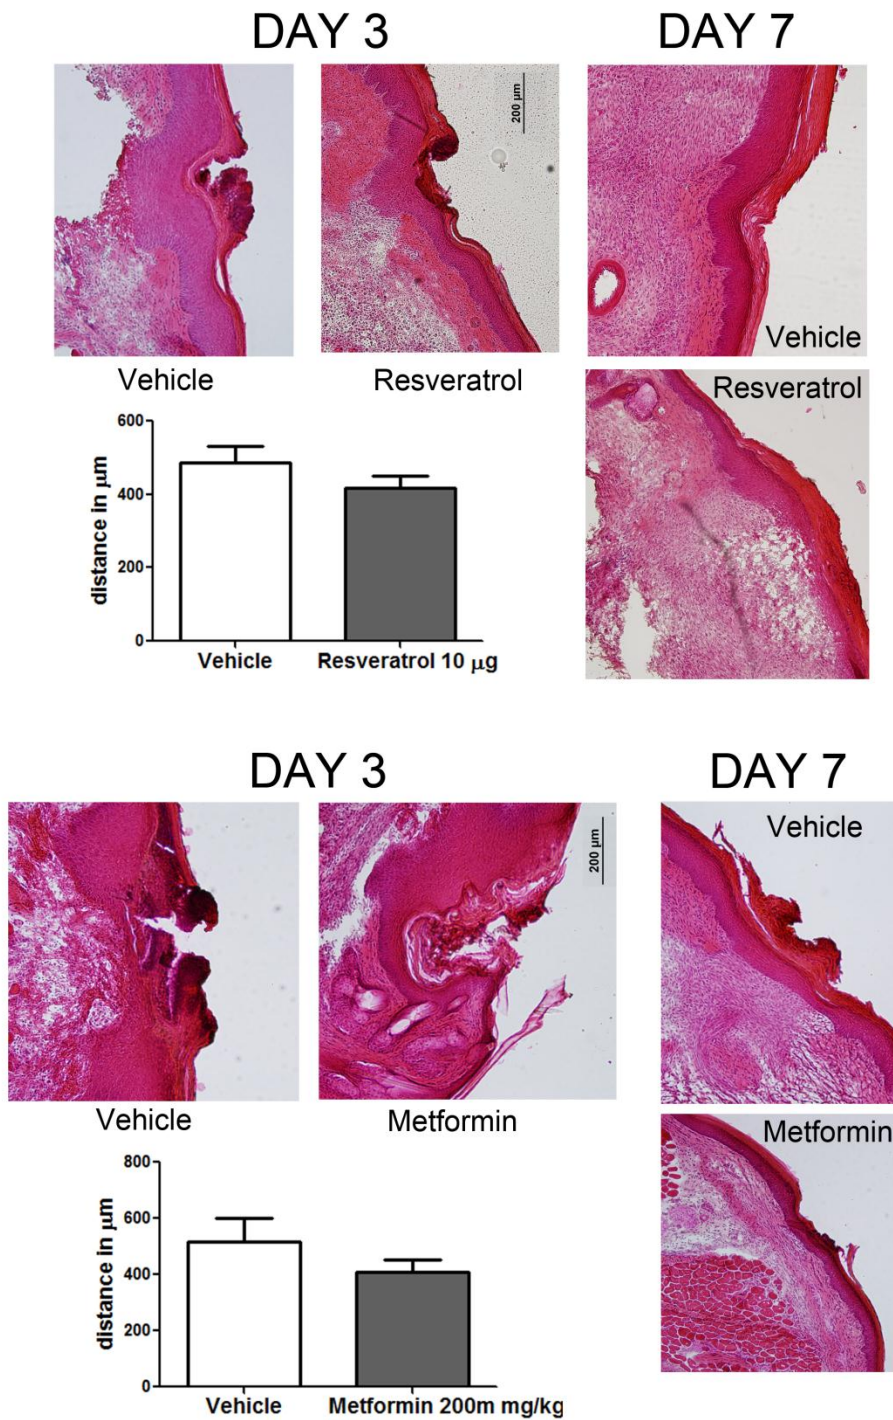 DAY 3 DAY 7
200 µm
Vehicle
Vehicle Resveratrol
Resveratrol
600
400
200
0
distance in µm
Vehicle Resveratrol 10 µg
DAY 3 DAY 7
200 µm
Vehicle
Vehicle Metformin
Metformin
800
600
400
200
0
distance in µm
Vehicle Metformin 200m mg/kg